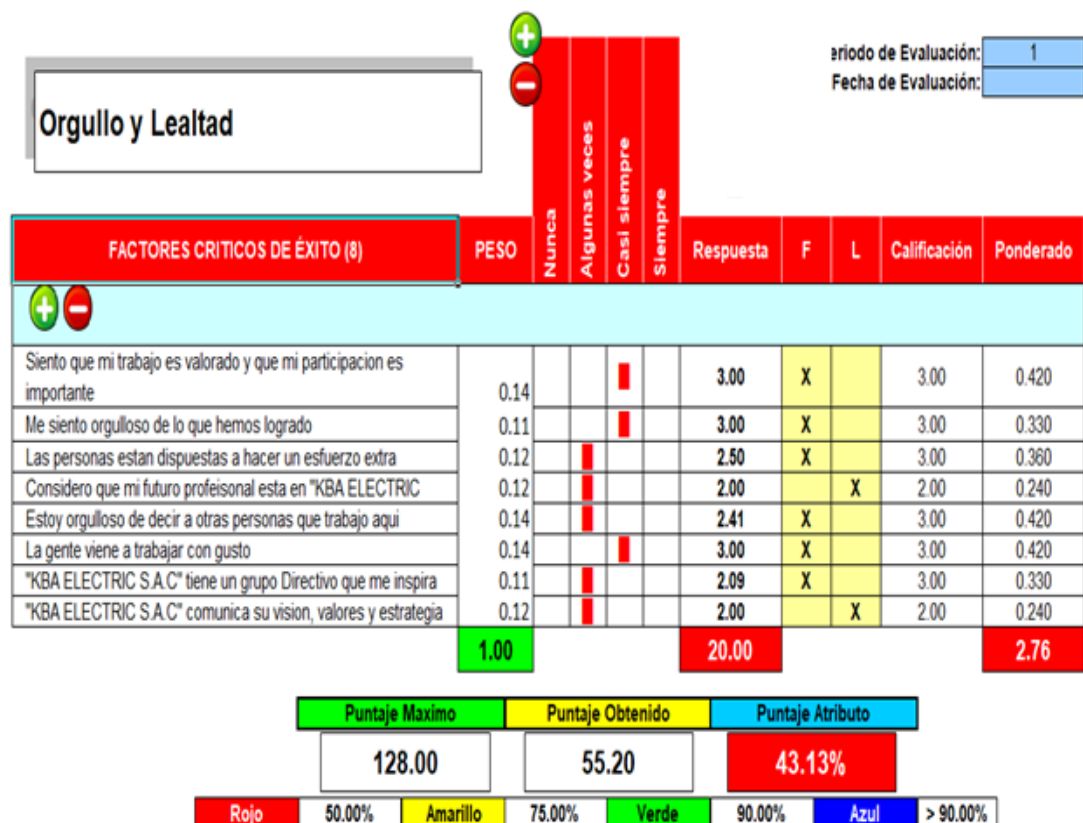 eriodo de Evaluación: 1
Fecha de Evaluación:
Orgullo y Lealtad
FACTORES CRITICOS DE ÉXITO (8) PESO Nunca Algunas veces Casi siempre Siempre Respuesta F L Calificación Ponderado
Siento que mi trabajo es valorado y que mi participacion es
importante 0.14 3.00 X 3.00 0.420
Me siento orgulloso de lo que hemos logrado 0.11 3.00 X 3.00 0.330
Las personas estan dispuestas a hacer un esfuerzo extra 0.12 2.50 X 3.00 0.360
Considero que mi futuro profeisonal esta en "KBA ELECTRIC 0.12 2.00 X 2.00 0.240
Estoy orgulloso de decir a otras personas que trabajo aqui 0.14 2.41 X 3.00 0.420
La gente viene a trabajar con gusto 0.14 3.00 X 3.00 0.420
"KBA ELECTRIC S.A.C" tiene un grupo Directivo que me inspira 0.11 2.09 X 3.00 0.330
"KBA ELECTRIC S.A.C" comunica su vision, valores y estrategia 0.12 2.00 X 2.00 0.240
1.00 20.00 2.76
Puntaje Maximo Puntaje Obtenido Puntaje Atributo
128.00 55.20 43.13%
Rojo 50.00% Amarillo 75.00% Verde 90.00% Azul > 90.00%